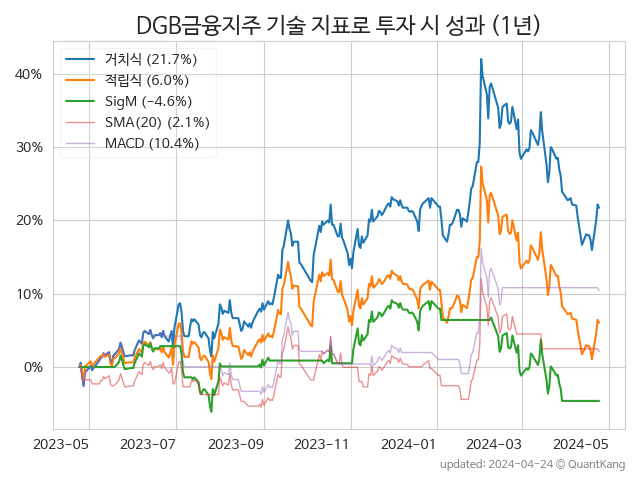 DGB금융지주 기술 지표로 투자 시 성과 (1년)
거치식 (21.7%)
적립식 (6.0%)
SigM (−4.6%)
SMA(20) (2.1%)
MACD (10.4%)
40%
30%
20%
10%
0%
2023-05 2023-07 2023-09 2023-11 2024-01 2024-03 2024-05
updated: 2024-04-24 © QuantKang